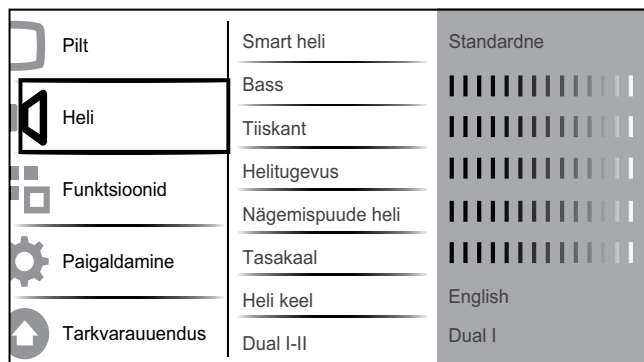 Pilt
Heli
Funktsioonid
Paigaldamine
Tarkvarauuendus
Smart heli
Bass
Tiiskant
Helitugevus
Nägemispuude heli
Tasakaal
Heli keel
Dual I-II
Standardne
English
Dual I